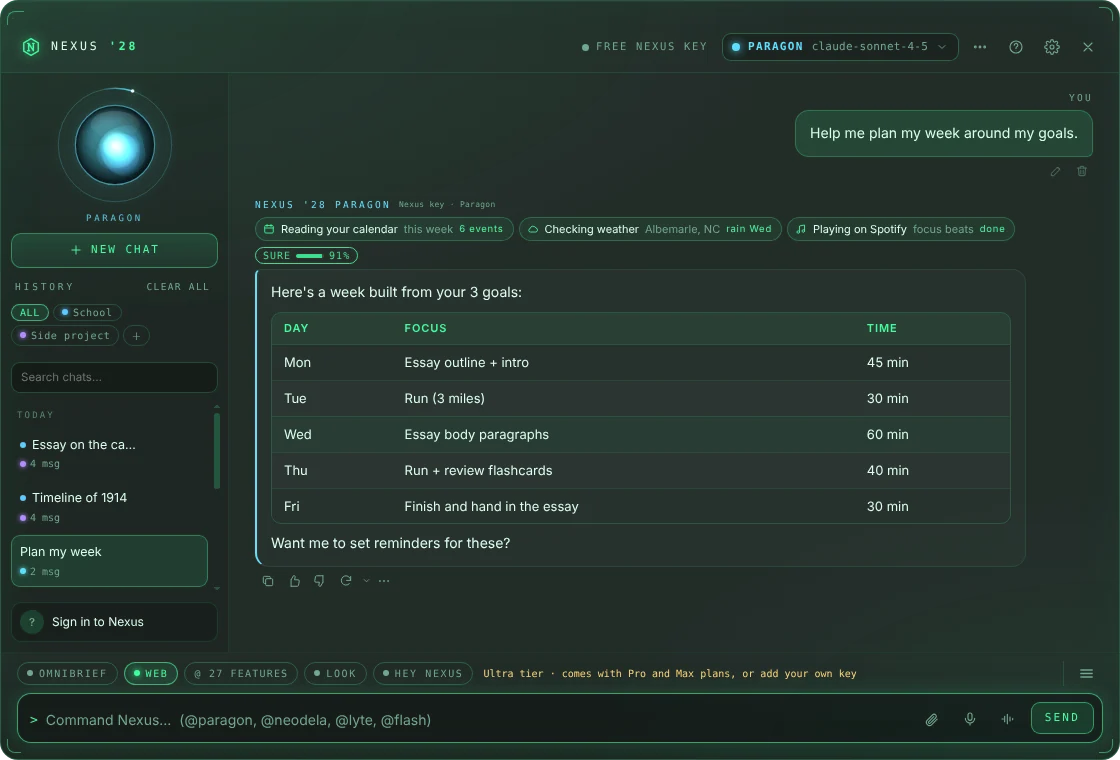 NEXUS '28
FREE NEXUS KEY
PARAGON claude-sonnet-4-5
YOU
Help me plan my week around my goals.
PARAGON
+ NEW CHAT
HISTORY CLEAR ALL
ALL School
Side project +
Search chats...
TODAY
Essay on the ca...
4 msg
Timeline of 1914
4 msg
Plan my week
2 msg
? Sign in to Nexus
NEXUS '28 PARAGON Nexus key · Paragon
Reading your calendar this week 6 events
Checking weather Albemarle, NC rain Wed
Playing on Spotify focus beats done
SURE 91%
Here's a week built from your 3 goals:
DAY FOCUS TIME
Mon Essay outline + intro 45 min
Tue Run (3 miles) 30 min
Wed Essay body paragraphs 60 min
Thu Run + review flashcards 40 min
Fri Finish and hand in the essay 30 min
Want me to set reminders for these?
OMNIBRIEF WEB @ 27 FEATURES LOOK HEY NEXUS Ultra tier · comes with Pro and Max plans, or add your own key
> Command Nexus... (@paragon, @neodela, @lyte, @flash)
SEND